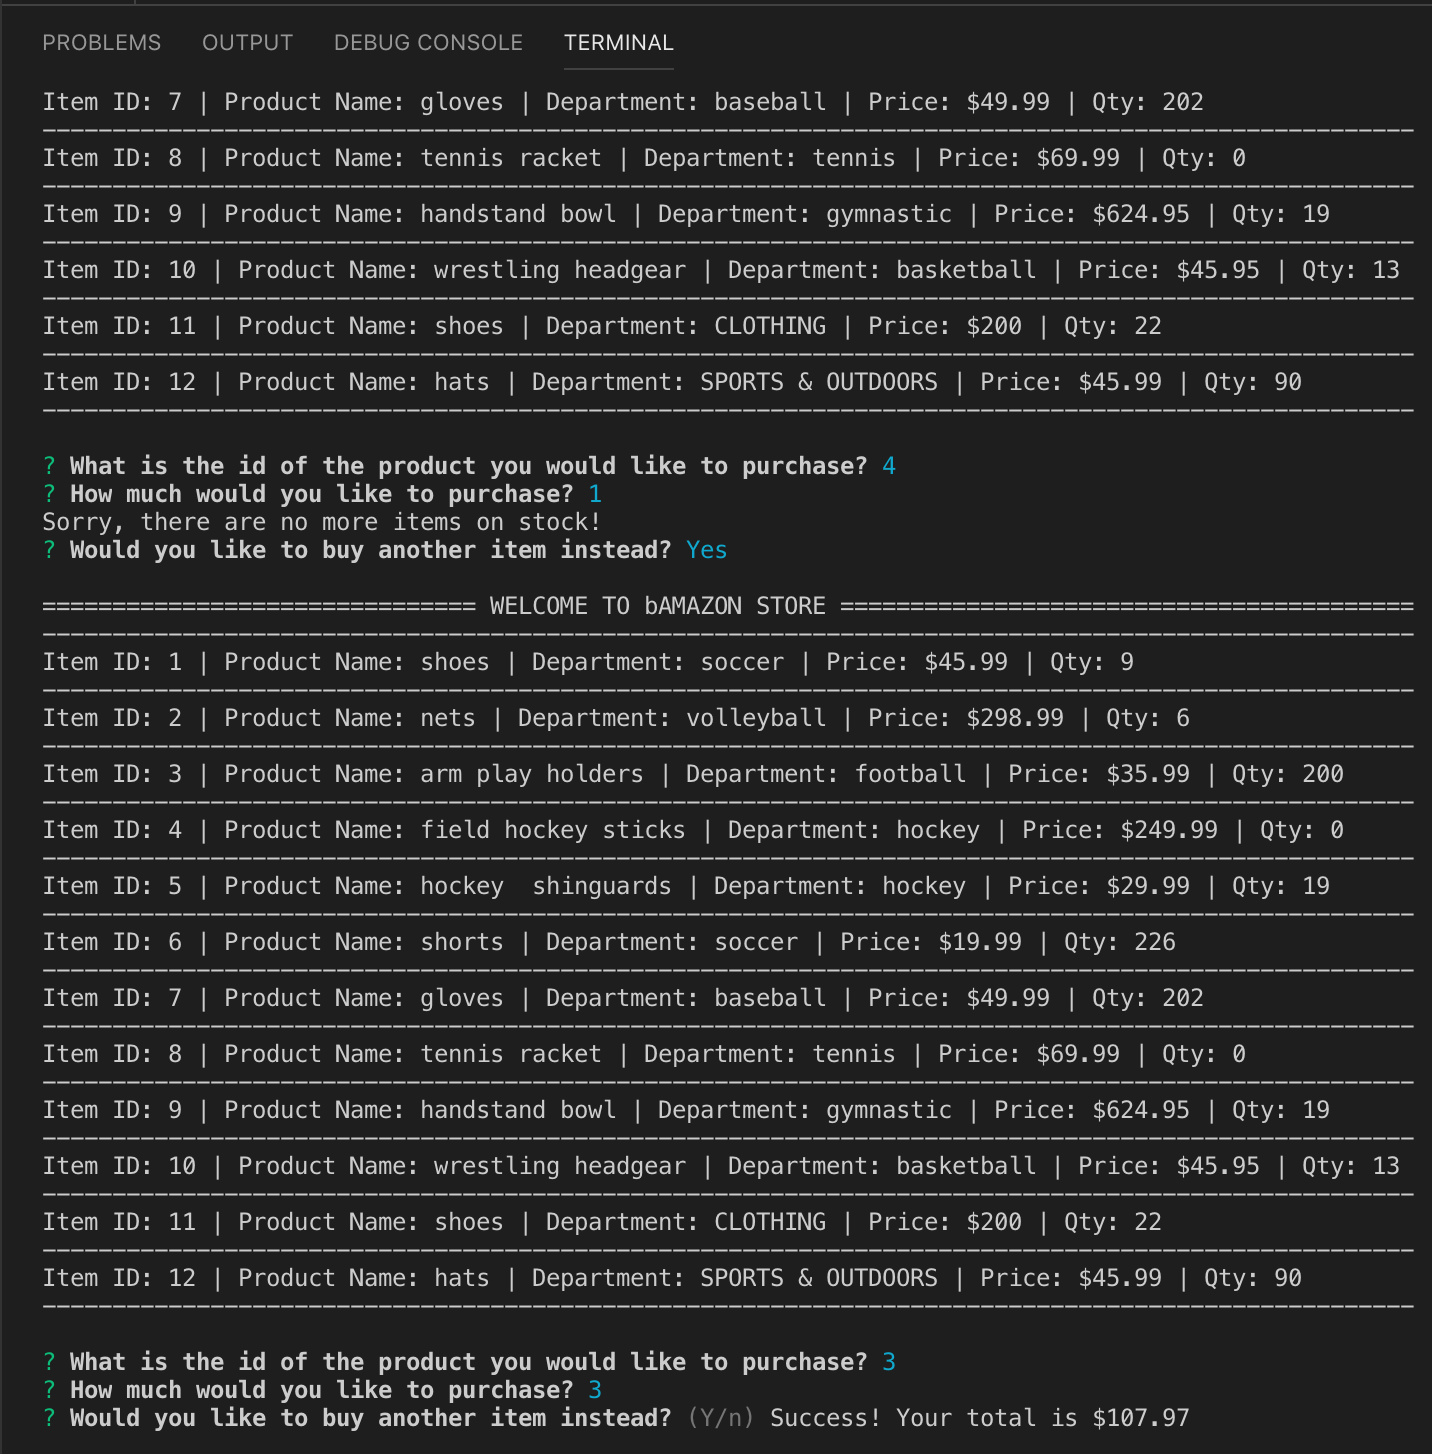 PROBLEMS OUTPUT DEBUG CONSOLE TERMINAL
Item ID: 7 | Product Name: gloves | Department: baseball | Price: $49.99 | Qty: 202
--------------------------------------------------------------------------------------------------
Item ID: 8 | Product Name: tennis racket | Department: tennis | Price: $69.99 | Qty: 0
--------------------------------------------------------------------------------------------------
Item ID: 9 | Product Name: handstand bowl | Department: gymnastic | Price: $624.95 | Qty: 19
--------------------------------------------------------------------------------------------------
Item ID: 10 | Product Name: wrestling headgear | Department: basketball | Price: $45.95 | Qty: 13
--------------------------------------------------------------------------------------------------
Item ID: 11 | Product Name: shoes | Department: CLOTHING | Price: $200 | Qty: 22
--------------------------------------------------------------------------------------------------
Item ID: 12 | Product Name: hats | Department: SPORTS & OUTDOORS | Price: $45.99 | Qty: 90
--------------------------------------------------------------------------------------------------
? What is the id of the product you would like to purchase? 4
? How much would you like to purchase? 1
Sorry, there are no more items on stock!
? Would you like to buy another item instead? Yes
=============================== WELCOME TO bAMAZON STORE =========================================
--------------------------------------------------------------------------------------------------
Item ID: 1 | Product Name: shoes | Department: soccer | Price: $45.99 | Qty: 9
--------------------------------------------------------------------------------------------------
Item ID: 2 | Product Name: nets | Department: volleyball | Price: $298.99 | Qty: 6
--------------------------------------------------------------------------------------------------
Item ID: 3 | Product Name: arm play holders | Department: football | Price: $35.99 | Qty: 200
--------------------------------------------------------------------------------------------------
Item ID: 4 | Product Name: field hockey sticks | Department: hockey | Price: $249.99 | Qty: 0
--------------------------------------------------------------------------------------------------
Item ID: 5 | Product Name: hockey  shinguards | Department: hockey | Price: $29.99 | Qty: 19
--------------------------------------------------------------------------------------------------
Item ID: 6 | Product Name: shorts | Department: soccer | Price: $19.99 | Qty: 226
--------------------------------------------------------------------------------------------------
Item ID: 7 | Product Name: gloves | Department: baseball | Price: $49.99 | Qty: 202
--------------------------------------------------------------------------------------------------
Item ID: 8 | Product Name: tennis racket | Department: tennis | Price: $69.99 | Qty: 0
--------------------------------------------------------------------------------------------------
Item ID: 9 | Product Name: handstand bowl | Department: gymnastic | Price: $624.95 | Qty: 19
--------------------------------------------------------------------------------------------------
Item ID: 10 | Product Name: wrestling headgear | Department: basketball | Price: $45.95 | Qty: 13
--------------------------------------------------------------------------------------------------
Item ID: 11 | Product Name: shoes | Department: CLOTHING | Price: $200 | Qty: 22
--------------------------------------------------------------------------------------------------
Item ID: 12 | Product Name: hats | Department: SPORTS & OUTDOORS | Price: $45.99 | Qty: 90
--------------------------------------------------------------------------------------------------
? What is the id of the product you would like to purchase? 3
? How much would you like to purchase? 3
? Would you like to buy another item instead? (Y/n) Success! Your total is $107.97